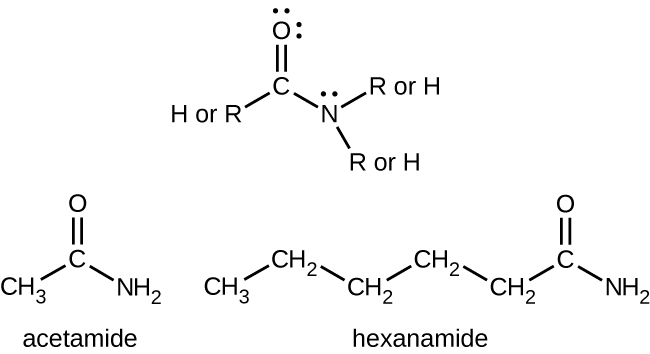 O
C
R or H
H or R
N
R or H
O
C
CH3
NH2
acetamide
O
CH2
CH2
C
CH3
CH2
CH2
NH2
hexanamide